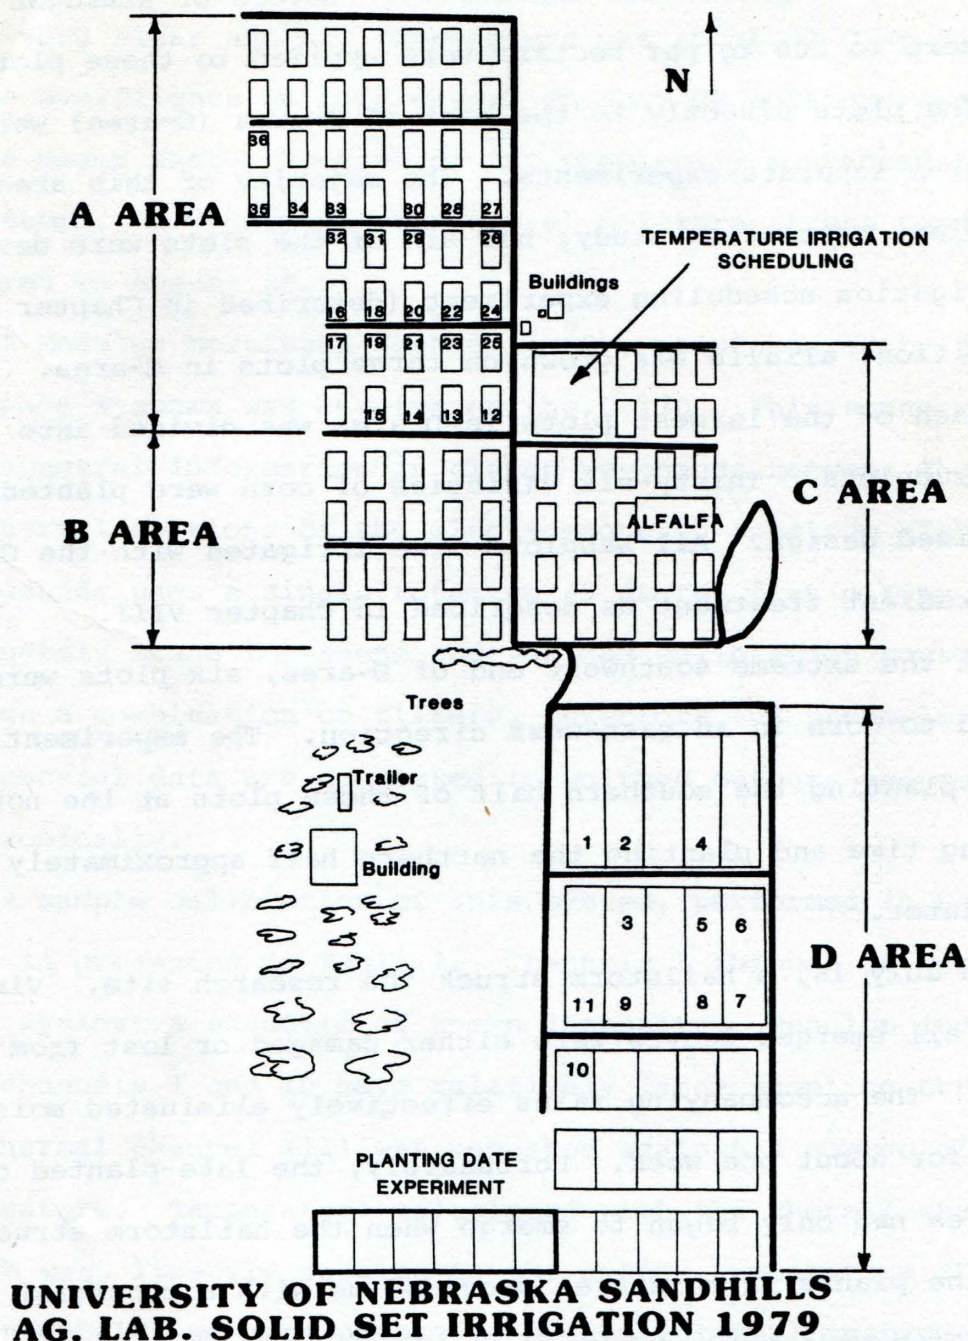 N
36
35 34 33 30 28 27
A AREA
32 31 29 26
TEMPERATURE IRRIGATION
SCHEDULING
Buildings
16 18 20 22 24
17 19 21 23 25
15 14 13 12
C AREA
B AREA
ALFALFA
Trees
Trailer
1 2 4
Building
3 5 6
D AREA
11 9 8 7
10
PLANTING DATE
EXPERIMENT
UNIVERSITY OF NEBRASKA SANDHILLS
AG. LAB. SOLID SET IRRIGATION 1979